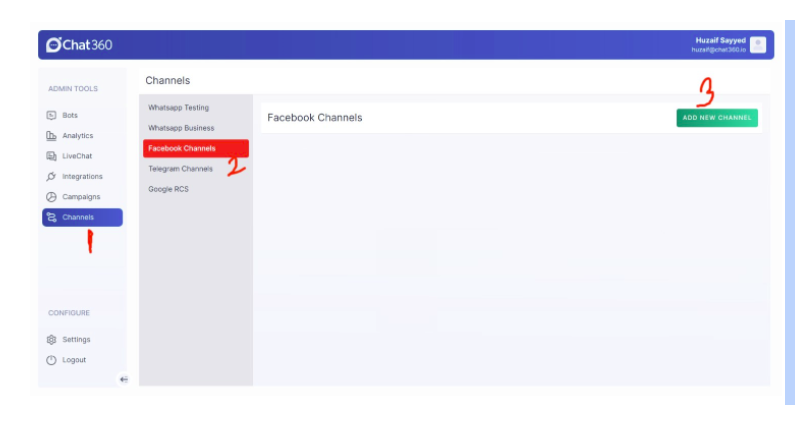 Chat360
Huzaif Sayyed
huzaif@chat360.io
ADMIN TOOLS
Bots
Analytics
LiveChat
Integrations
Campaigns
Channels
1
CONFIGURE
Settings
Logout
Channels
Whatsapp Testing
Whatsapp Business
Facebook Channels
2
Telegram Channels
Google RCS
Facebook Channels
3
ADD NEW CHANNEL